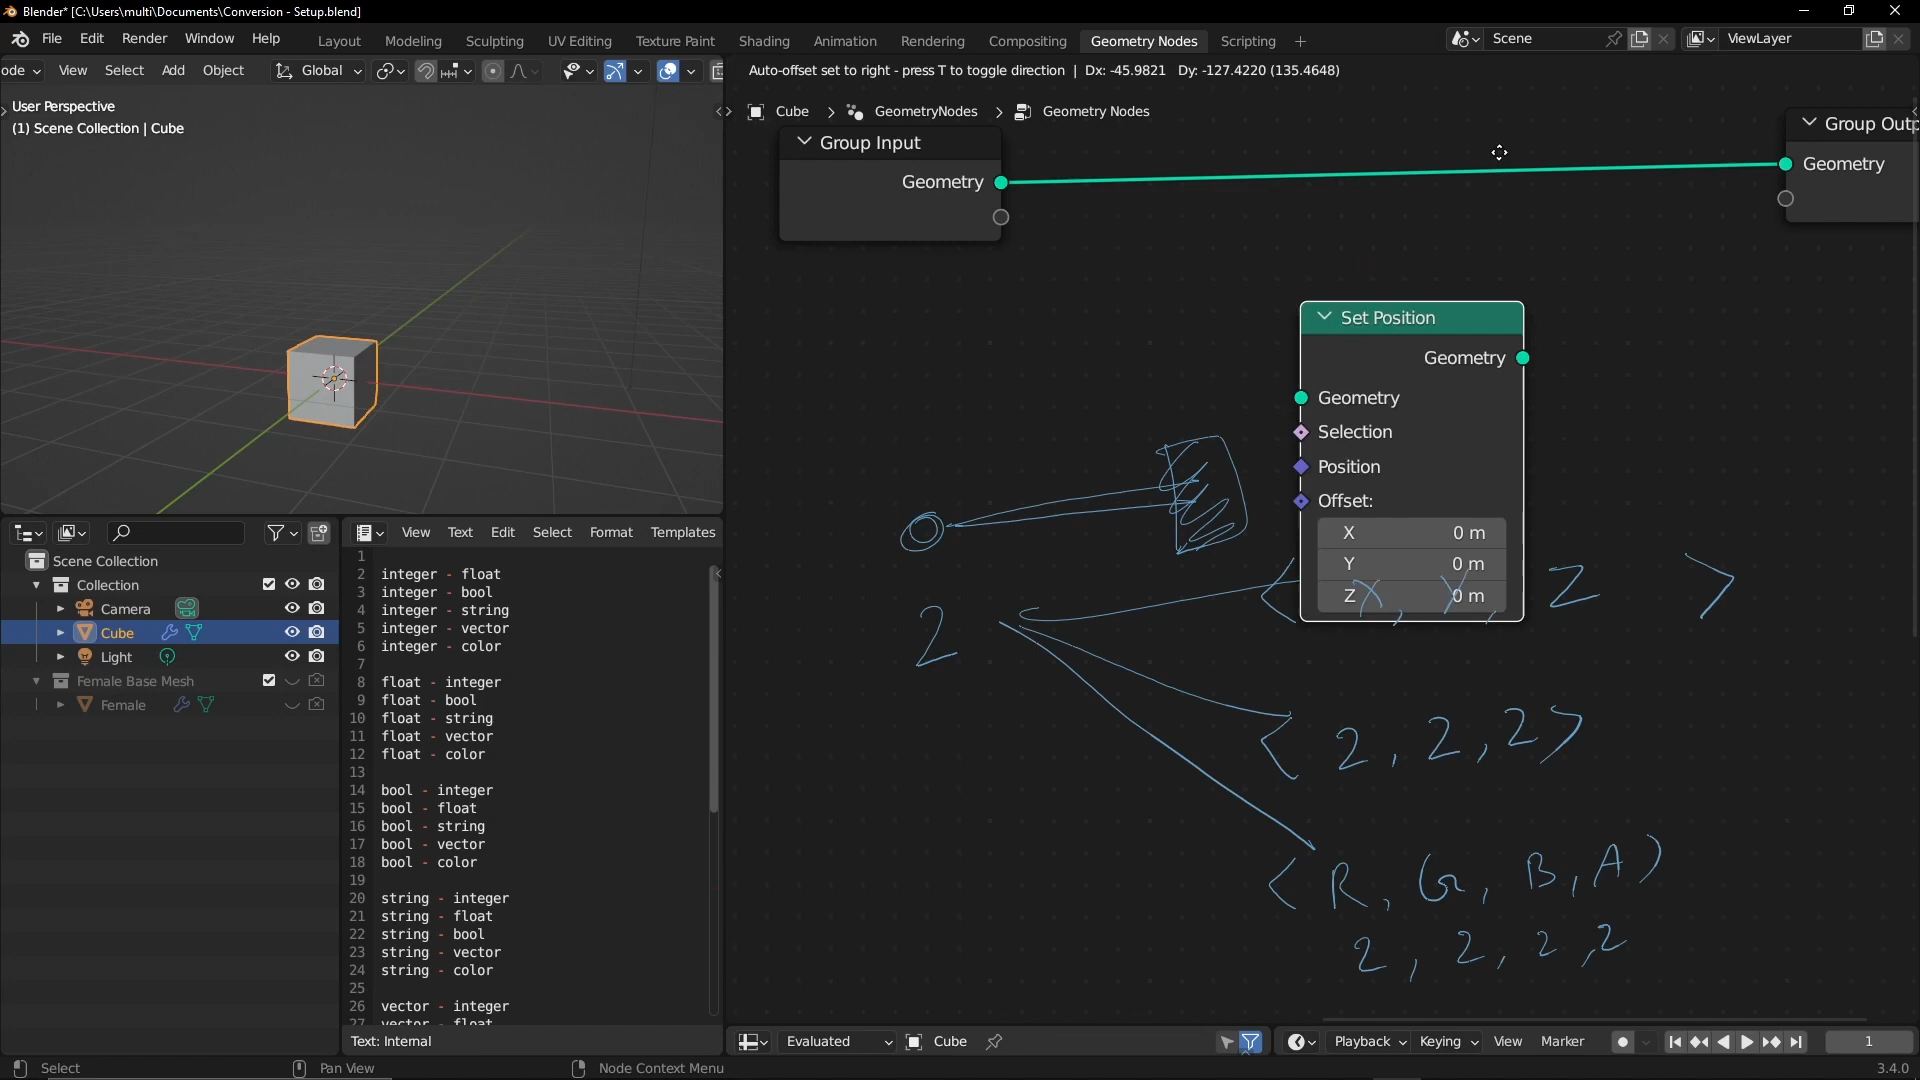 Blender* [C:\Users\multi\Documents\Conversion - Setup.blend]
File Edit Render Window Help Layout Modeling Sculpting UV Editing Texture Paint Shading Animation Rendering Compositing Geometry Nodes Scripting + Scene ViewLayer
ode View Select Add Object Global
Auto-offset set to right - press T to toggle direction | Dx: -45.9821 Dy: -127.4220 (135.4648)
User Perspective
(1) Scene Collection | Cube
Cube > GeometryNodes > Geometry Nodes
Group Input
Geometry
Group Outp
Geometry
Set Position
Geometry
Geometry
Selection
Position
Offset:
X 0 m
Y 0 m
Z 0 m
2
< X, Y, Z >
< 2, 2, 2 >
< R, G, B, A )
2, 2, 2, 2
Scene Collection
Collection
Camera
Cube
Light
Female Base Mesh
Female
View Text Edit Select Format Templates
1
2 integer - float
3 integer - bool
4 integer - string
5 integer - vector
6 integer - color
7
8 float - integer
9 float - bool
10 float - string
11 float - vector
12 float - color
13
14 bool - integer
15 bool - float
16 bool - string
17 bool - vector
18 bool - color
19
20 string - integer
21 string - float
22 string - bool
23 string - vector
24 string - color
25
26 vector - integer
27 vector - float
Text: Internal
Evaluated Cube
Playback Keying View Marker 1
Select Pan View Node Context Menu 3.4.0